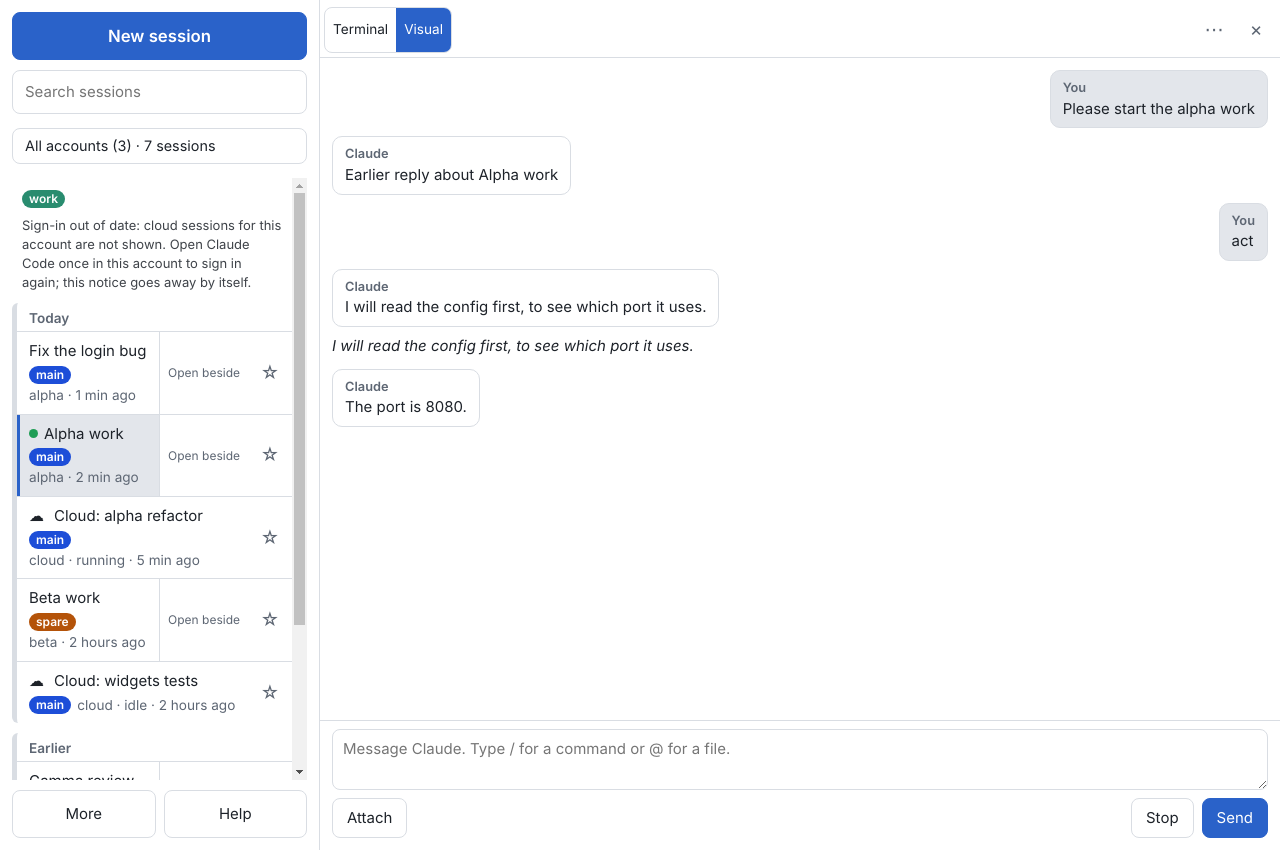 New session
Search sessions
All accounts (3) · 7 sessions
work
Sign-in out of date: cloud sessions for this
account are not shown. Open Claude
Code once in this account to sign in
again; this notice goes away by itself.
Today
Fix the login bug
main
alpha · 1 min ago
Open beside
Alpha work
main
alpha · 2 min ago
Open beside
Cloud: alpha refactor
main
cloud · running · 5 min ago
Beta work
spare
beta · 2 hours ago
Open beside
Cloud: widgets tests
main cloud · idle · 2 hours ago
Earlier
Gamma review
More
Help
Terminal
Visual
You
Please start the alpha work
Claude
Earlier reply about Alpha work
You
act
Claude
I will read the config first, to see which port it uses.
I will read the config first, to see which port it uses.
Claude
The port is 8080.
Message Claude. Type / for a command or @ for a file.
Attach
Stop
Send